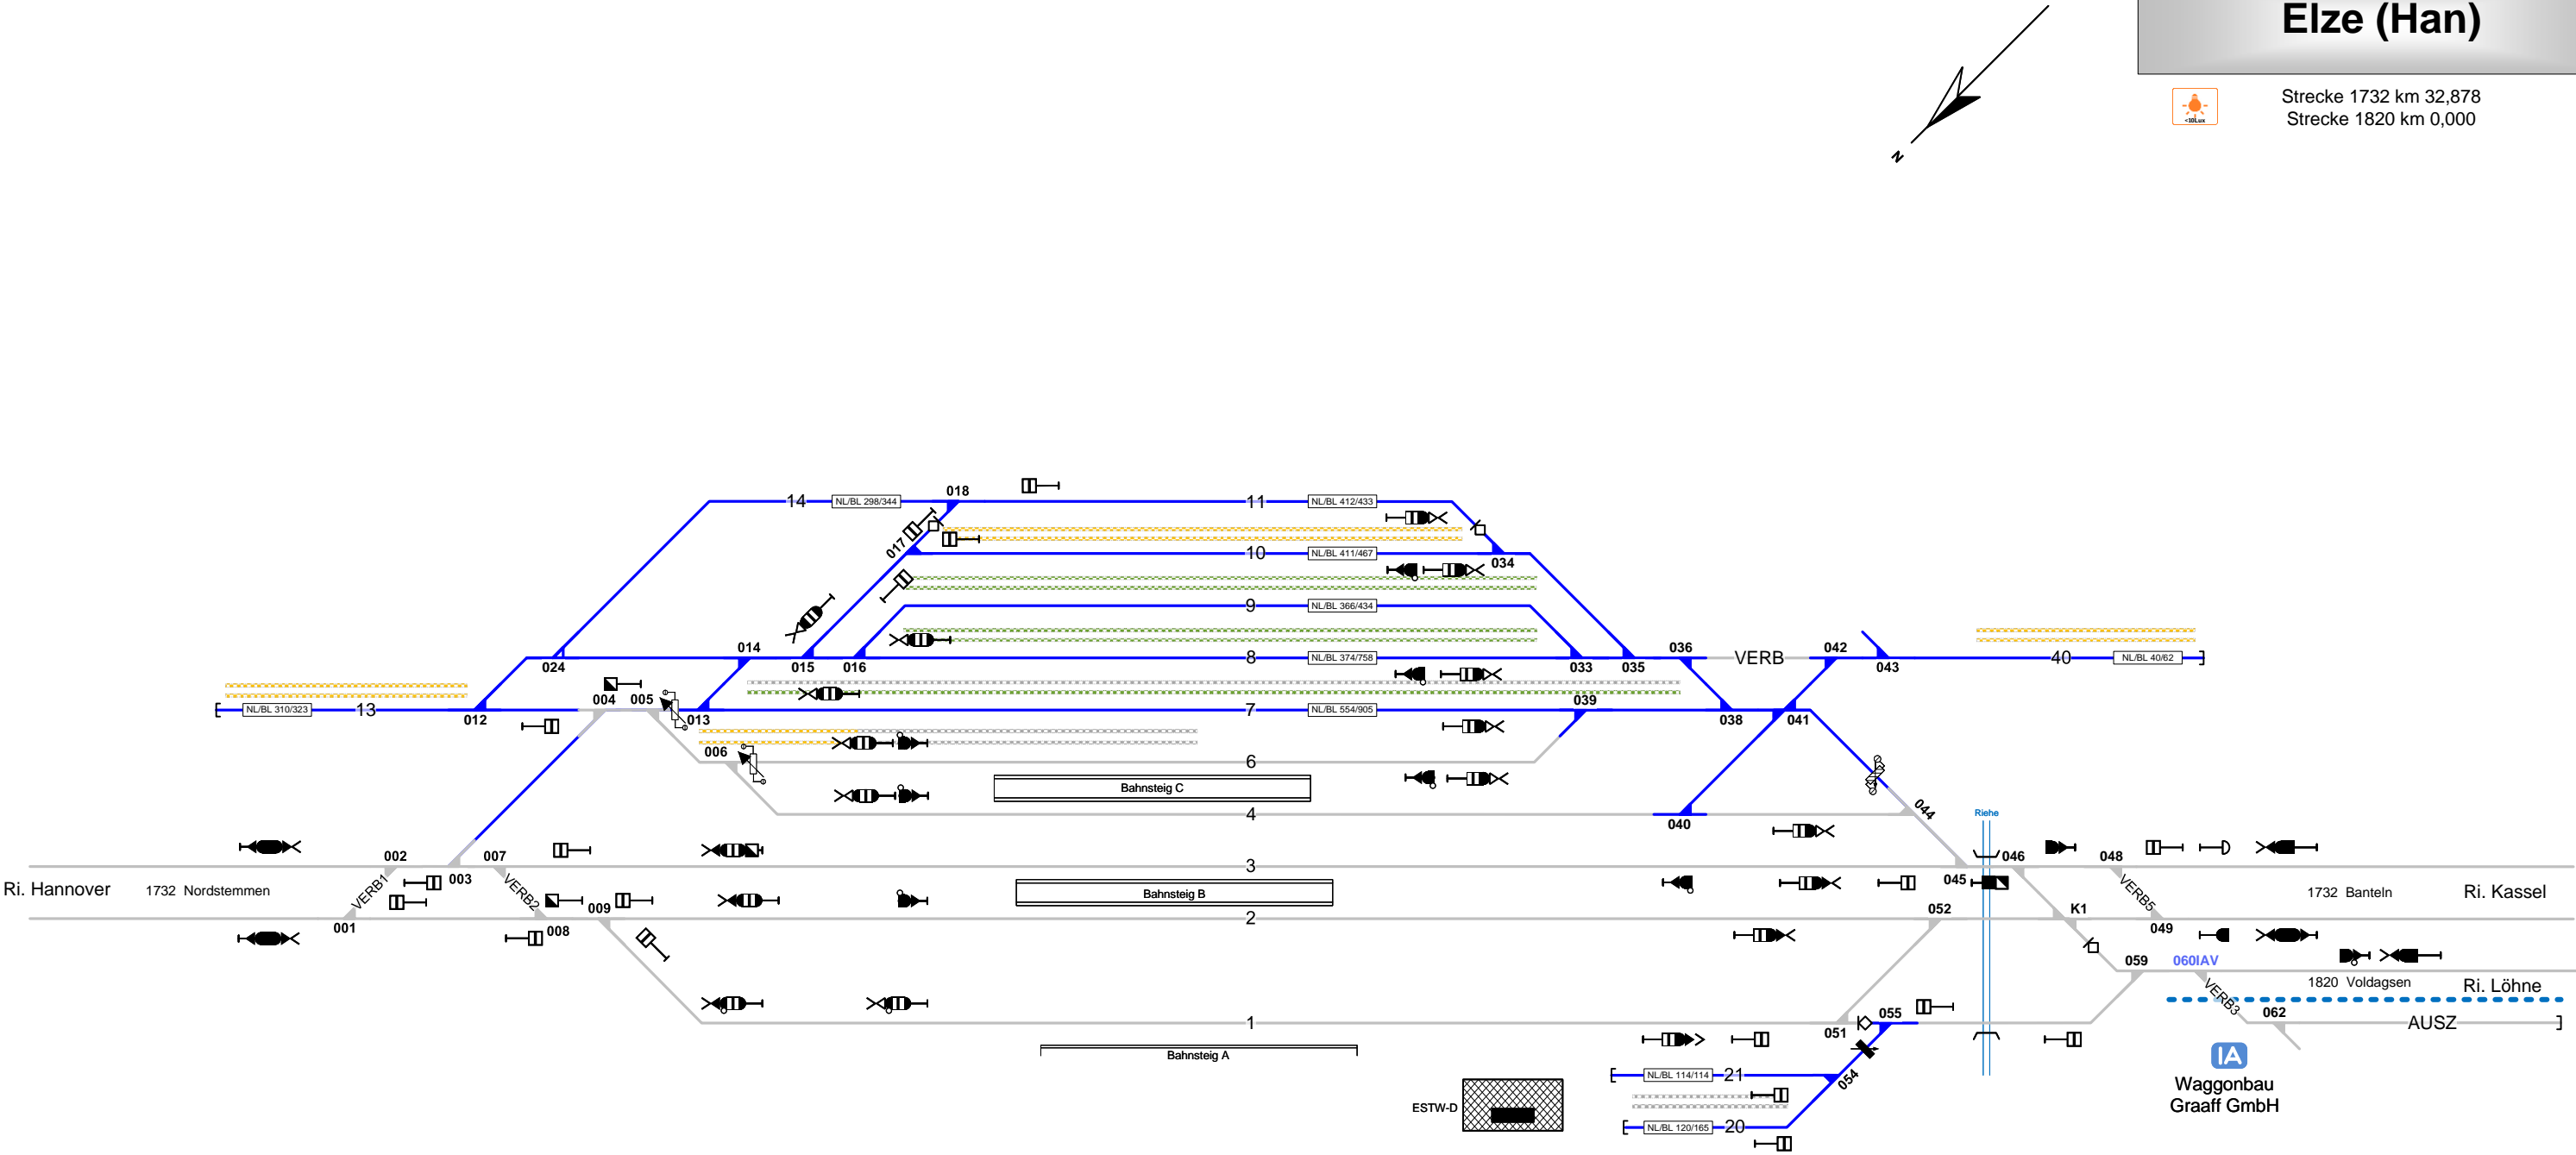 Elze (Han)
<10Lux
Strecke 1732 km 32,878
Strecke 1820 km 0,000
N
018
14
NL/BL 298/344
11
NL/BL 412/433
017
10
NL/BL 411/467
034
9
NL/BL 366/434
014
036
042
024
015
016
8
NL/BL 374/758
033
035
VERB
043
40
NL/BL 40/62
004
005
039
NL/BL 310/323
13
012
013
7
NL/BL 554/905
038
041
006
6
Bahnsteig C
4
040
044
Riehe
002
007
3
046
048
Ri. Hannover
1732 Nordstemmen
VERB1
003
VERB2
Bahnsteig B
045
VERB5
1732 Banteln
Ri. Kassel
009
2
052
K1
001
008
049
059
060IAV
VERB3
1820 Voldagsen
Ri. Löhne
1
051
055
062
AUSZ
Bahnsteig A
IA
NL/BL 114/114
21
054
Waggonbau
Graaff GmbH
ESTW-D
NL/BL 120/165
20